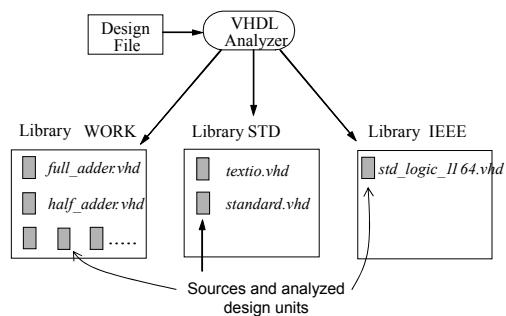 Design
File
VHDL
Analyzer
Library WORK
full_adder.vhd
half_adder.vhd
.....
Library STD
textio.vhd
standard.vhd
Library IEEE
std_logic_1164.vhd
Sources and analyzed
design units